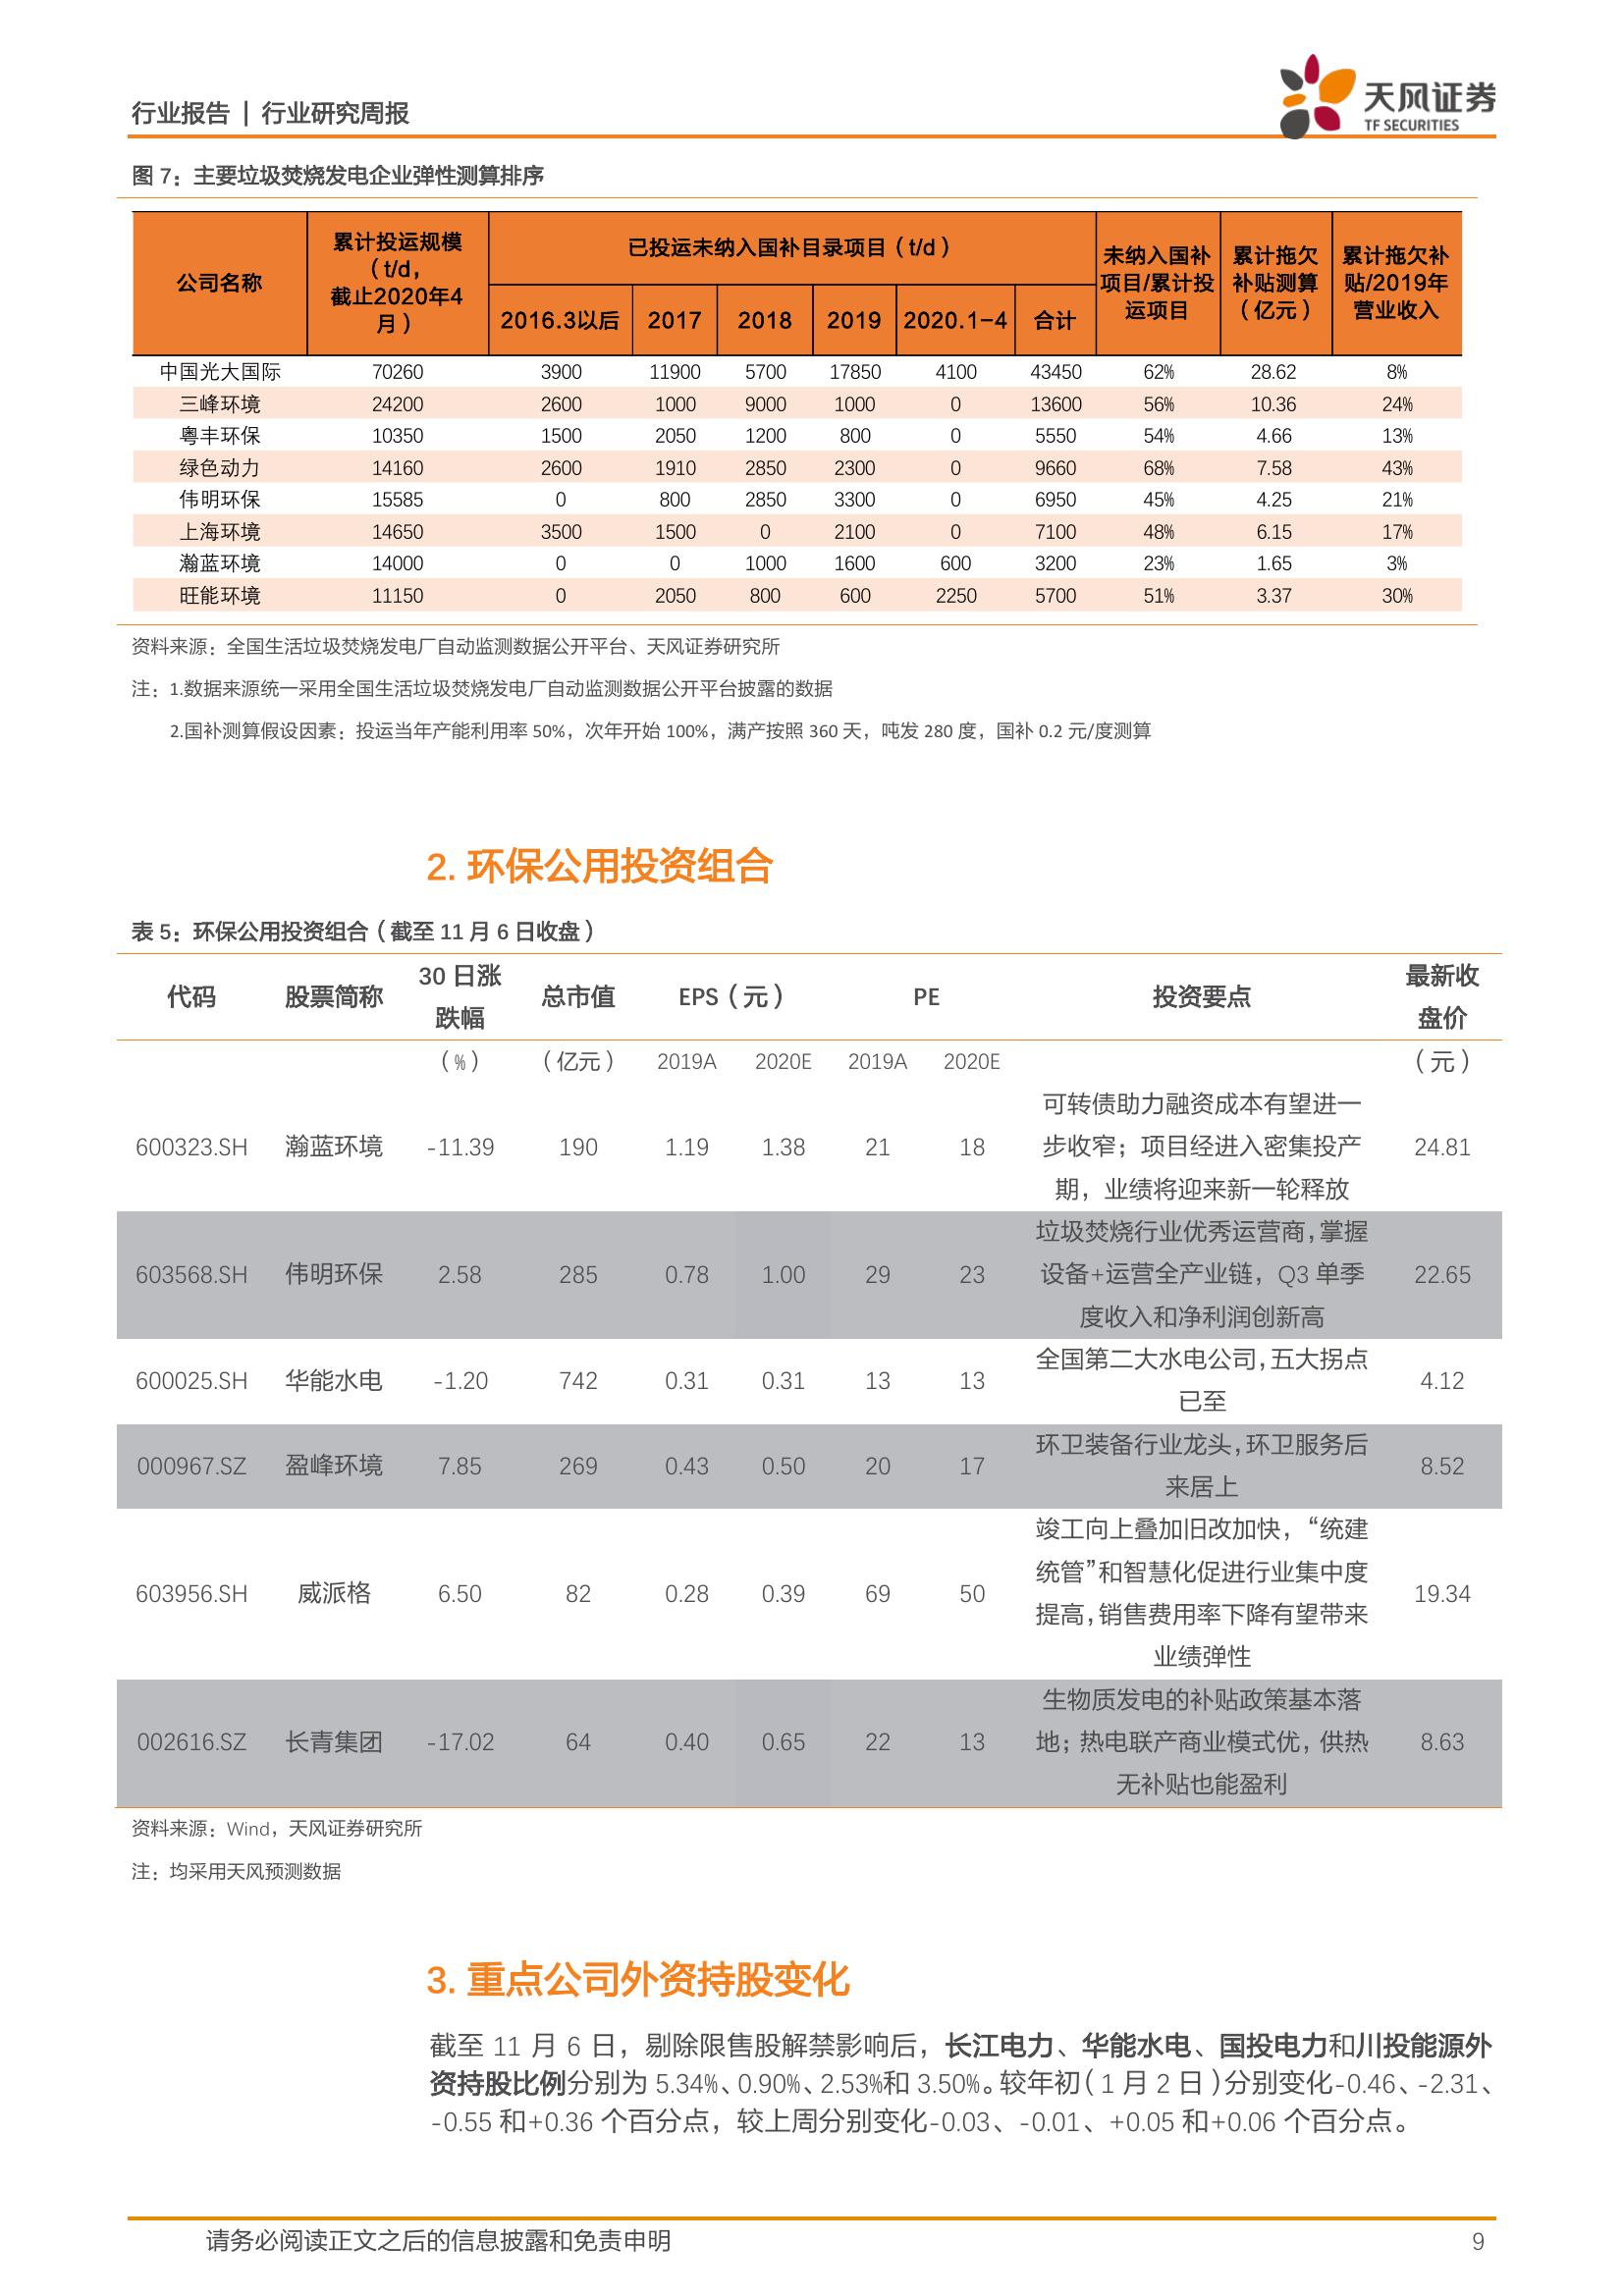 行业报告 | 行业研究周报
天风证券
TF SECURITIES
图 7：主要垃圾焚烧发电企业弹性测算排序
公司名称 累计投运规模（t/d，截止2020年4月） 已投运未纳入国补目录项目（t/d） 未纳入国补项目/累计投运项目 累计拖欠补贴测算（亿元） 累计拖欠补贴/2019年营业收入
2016.3以后 2017 2018 2019 2020.1-4 合计
中国光大国际 70260 3900 11900 5700 17850 4100 43450 62% 28.62 8%
三峰环境 24200 2600 1000 9000 1000 0 13600 56% 10.36 24%
粤丰环保 10350 1500 2050 1200 800 0 5550 54% 4.66 13%
绿色动力 14160 2600 1910 2850 2300 0 9660 68% 7.58 43%
伟明环保 15585 0 800 2850 3300 0 6950 45% 4.25 21%
上海环境 14650 3500 1500 0 2100 0 7100 48% 6.15 17%
瀚蓝环境 14000 0 0 1000 1600 600 3200 23% 1.65 3%
旺能环境 11150 0 2050 800 600 2250 5700 51% 3.37 30%
资料来源：全国生活垃圾焚烧发电厂自动监测数据公开平台、天风证券研究所
注：1.数据来源统一采用全国生活垃圾焚烧发电厂自动监测数据公开平台披露的数据
2.国补测算假设因素：投运当年产能利用率 50%，次年开始 100%，满产按照 360 天，吨发 280 度，国补 0.2 元/度测算
2. 环保公用投资组合
表 5：环保公用投资组合（截至 11 月 6 日收盘）
代码 股票简称 30 日涨跌幅 总市值 EPS（元） PE 投资要点 最新收盘价
（%） （亿元） 2019A 2020E 2019A 2020E （元）
600323.SH 瀚蓝环境 -11.39 190 1.19 1.38 21 18 可转债助力融资成本有望进一步收窄；项目经进入密集投产期，业绩将迎来新一轮释放 24.81
603568.SH 伟明环保 2.58 285 0.78 1.00 29 23 垃圾焚烧行业优秀运营商，掌握设备+运营全产业链，Q3 单季度收入和净利润创新高 22.65
600025.SH 华能水电 -1.20 742 0.31 0.31 13 13 全国第二大水电公司，五大拐点已至 4.12
000967.SZ 盈峰环境 7.85 269 0.43 0.50 20 17 环卫装备行业龙头，环卫服务后来居上 8.52
603956.SH 威派格 6.50 82 0.28 0.39 69 50 竣工向上叠加旧改加快，“统建统管”和智慧化促进行业集中度提高，销售费用率下降有望带来业绩弹性 19.34
002616.SZ 长青集团 -17.02 64 0.40 0.65 22 13 生物质发电的补贴政策基本落地；热电联产商业模式优，供热无补贴也能盈利 8.63
资料来源：Wind，天风证券研究所
注：均采用天风预测数据
3. 重点公司外资持股变化
截至 11 月 6 日，剔除限售股解禁影响后，长江电力、华能水电、国投电力和川投能源外
资持股比例分别为 5.34%、0.90%、2.53%和 3.50%。较年初（1 月 2 日）分别变化-0.46、-2.31、
-0.55 和+0.36 个百分点，较上周分别变化-0.03、-0.01、+0.05 和+0.06 个百分点。
请务必阅读正文之后的信息披露和免责申明 9